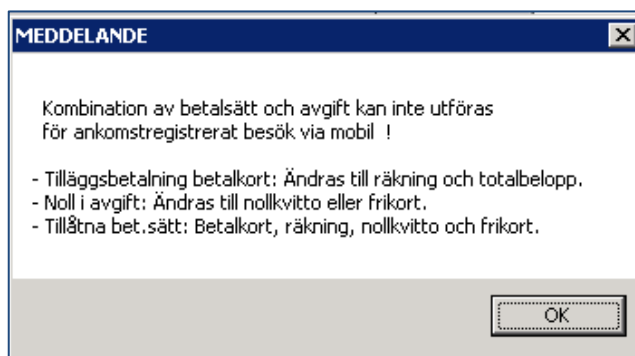 MEDDELANDE
Kombination av betalsätt och avgift kan inte utföras
för ankomstregistrerat besök via mobil !
- Tilläggsbetalning betalkort: Ändras till räkning och totalbelopp.
- Noll i avgift: Ändras till nollkvitto eller frikort.
- Tillåtna bet.sätt: Betalkort, räkning, nollkvitto och frikort.
OK